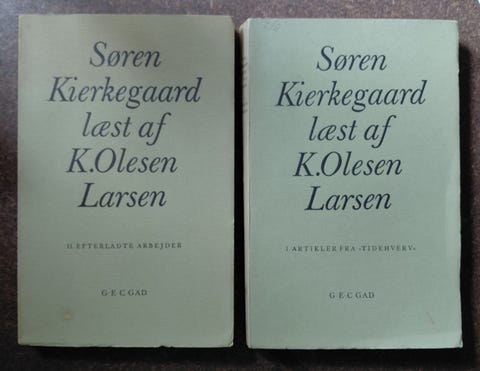 Søren
Kierkegaard
læst af
K.Olesen
Larsen
II. EFTERLADTE ARBEJDER
G·E·C GAD
Søren
Kierkegaard
læst af
K.Olesen
Larsen
I. ARTIKLER FRA »TIDEHVERV«
G·E·C GAD